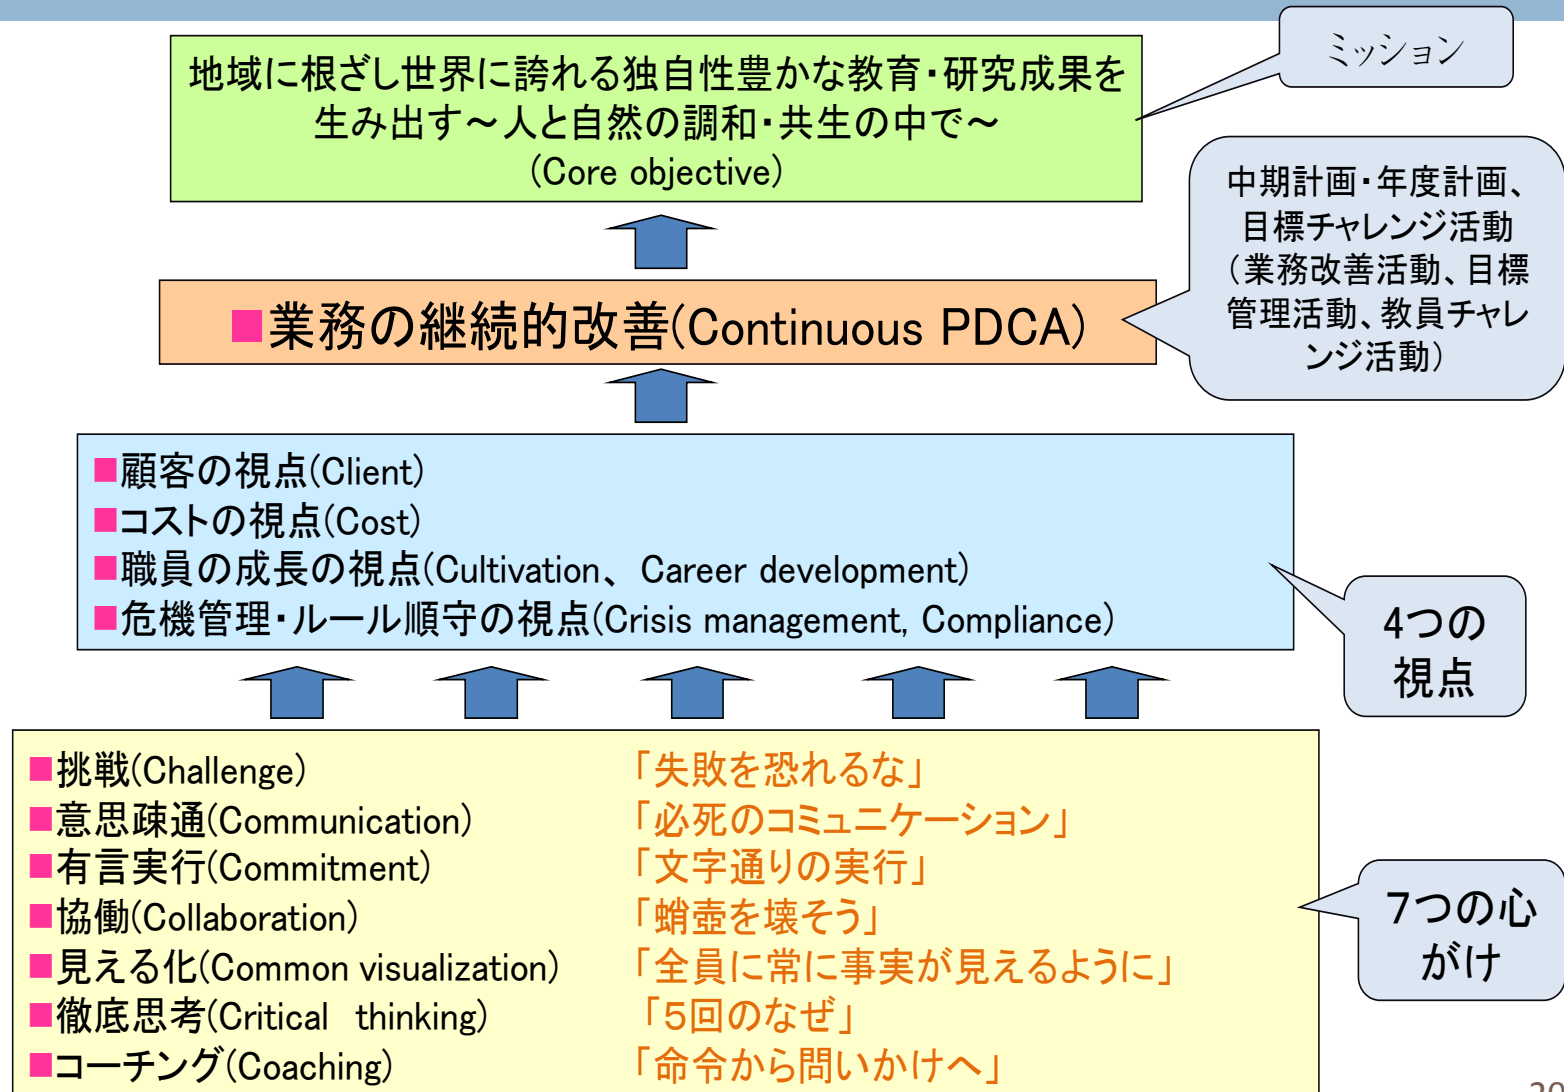 ミッション
地域に根ざし世界に誇れる独自性豊かな教育・研究成果を
生み出す～人と自然の調和・共生の中で～
(Core objective)
中期計画・年度計画、
目標チャレンジ活動
（業務改善活動、目標
管理活動、教員チャレ
ンジ活動）
■業務の継続的改善(Continuous PDCA)
■顧客の視点(Client)
■コストの視点(Cost)
■職員の成長の視点(Cultivation、Career development)
■危機管理・ルール順守の視点(Crisis management, Compliance)
4つの
視点
■挑戦(Challenge) 「失敗を恐れるな」
■意思疎通(Communication) 「必死のコミュニケーション」
■有言実行(Commitment) 「文字通りの実行」
■協働(Collaboration) 「蛸壺を壊そう」
■見える化(Common visualization) 「全員に常に事実が見えるように」
■徹底思考(Critical　thinking) 「5回のなぜ」
■コーチング(Coaching) 「命令から問いかけへ」
7つの心
がけ